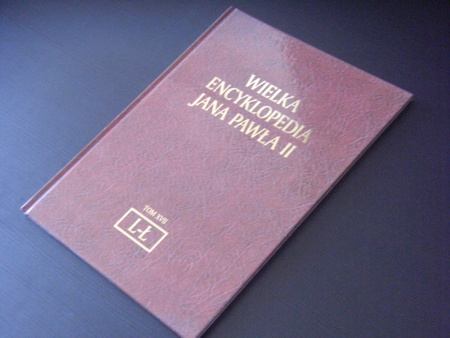 WIELKA
ENCYKLOPEDIA
JANA PAWŁA II
TOM XVII
L-Ł